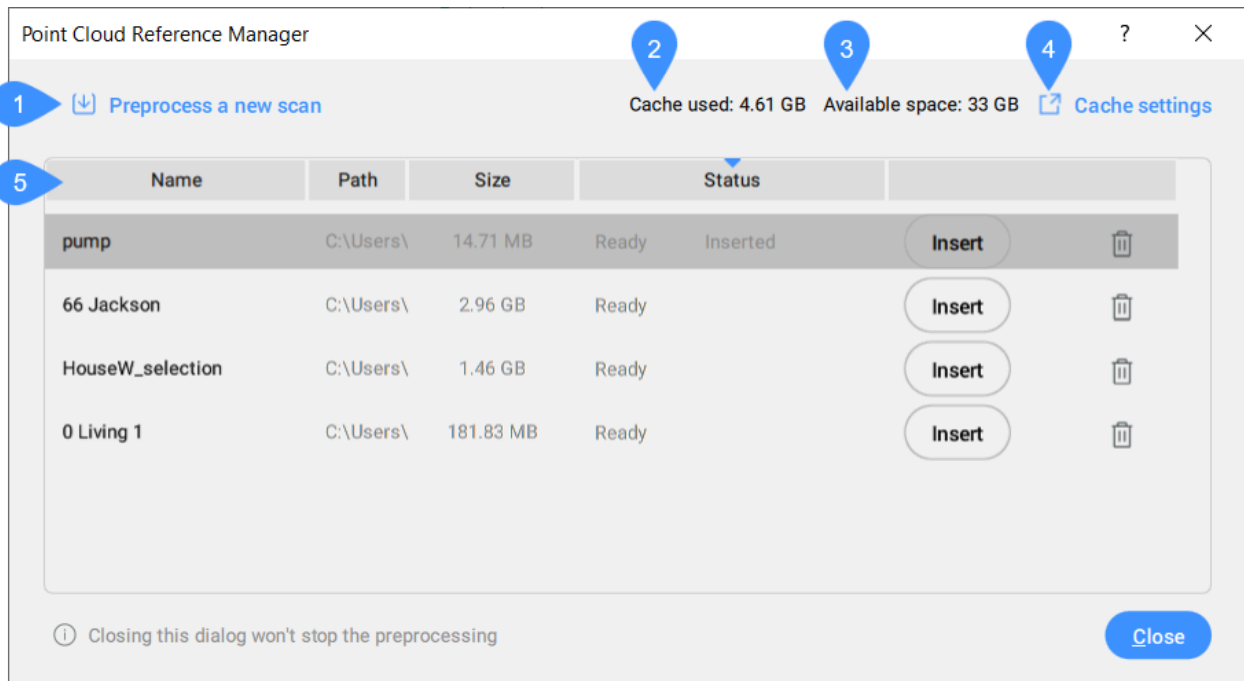 Point Cloud Reference Manager ?
2 3 4
1 Preprocess a new scan Cache used: 4.61 GB Available space: 33 GB Cache settings
5 Name Path Size Status
pump C:\Users\ 14.71 MB Ready Inserted Insert
66 Jackson C:\Users\ 2.96 GB Ready Insert
HouseW_selection C:\Users\ 1.46 GB Ready Insert
0 Living 1 C:\Users\ 181.83 MB Ready Insert
Closing this dialog won't stop the preprocessing Close